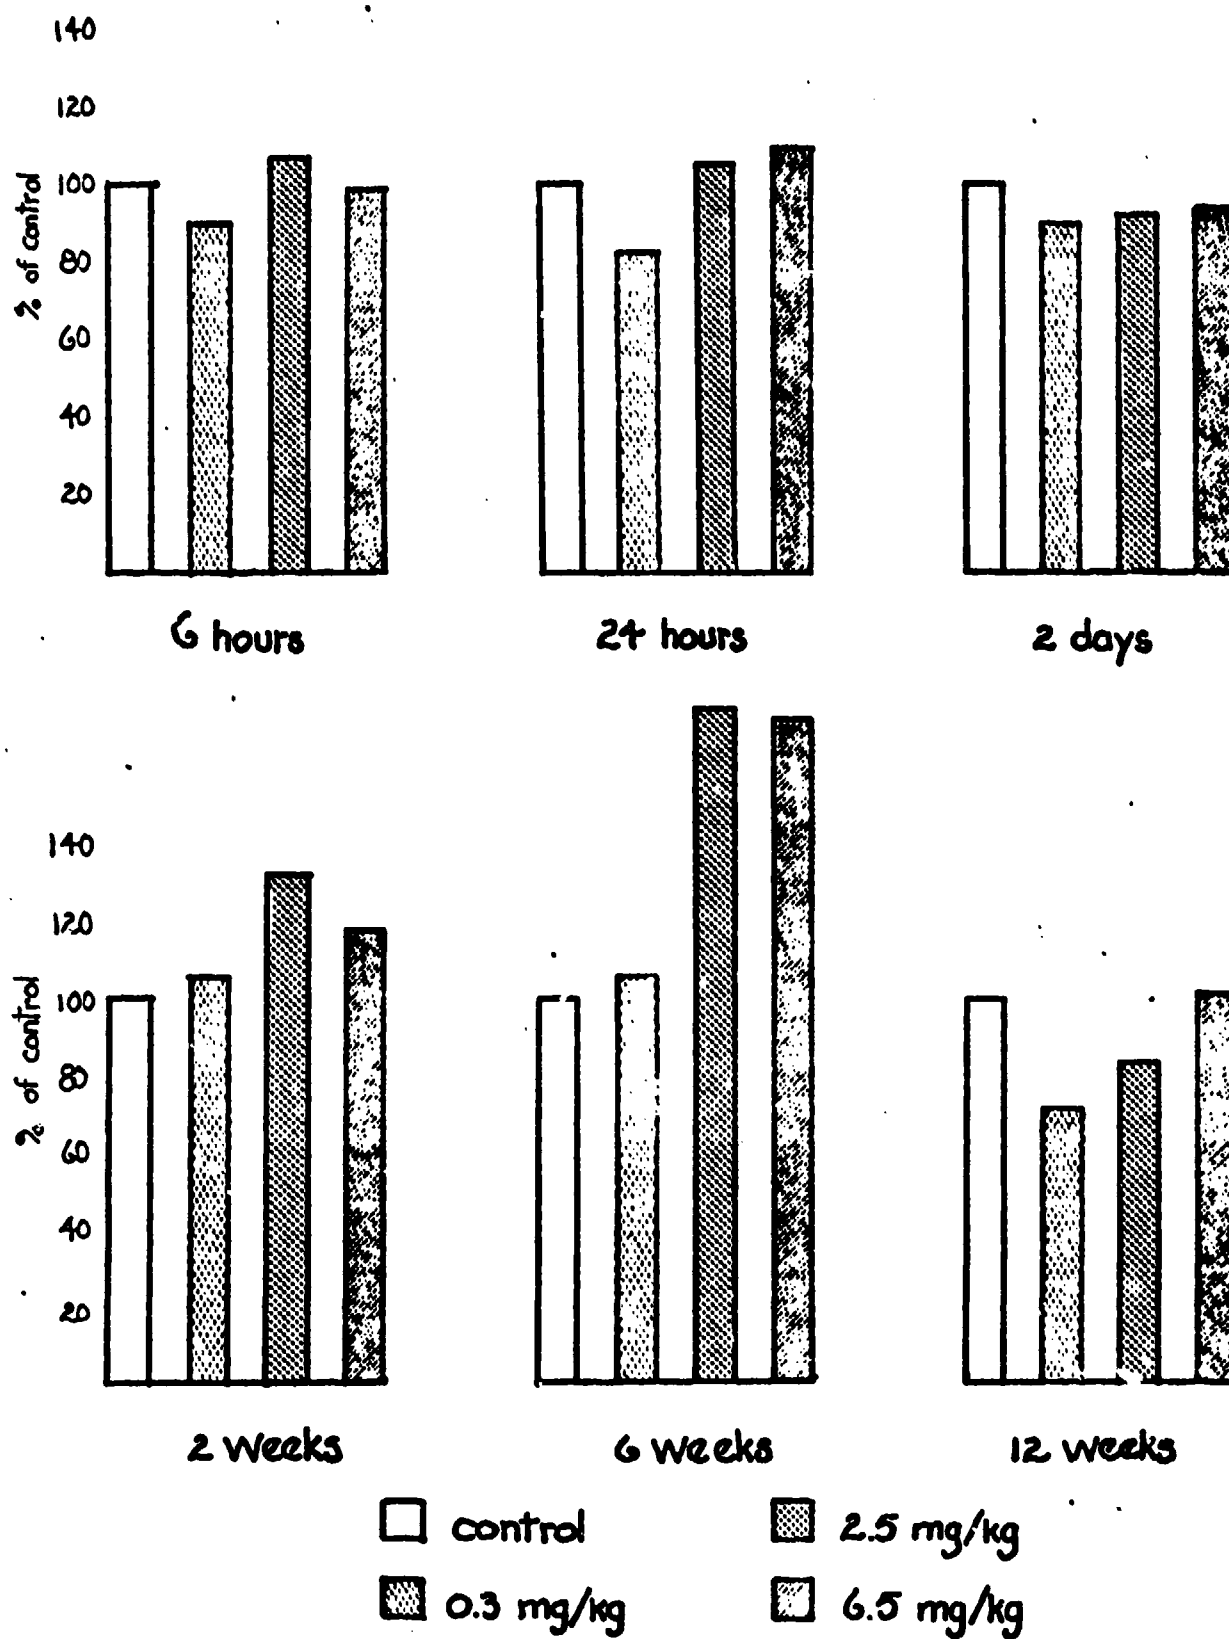 140
120
100
80
60
40
20
% of control
6 hours
24 hours
2 days
140
120
100
80
60
40
20
% of control
2 weeks
6 weeks
12 weeks
control
2.5 mg/kg
0.3 mg/kg
6.5 mg/kg